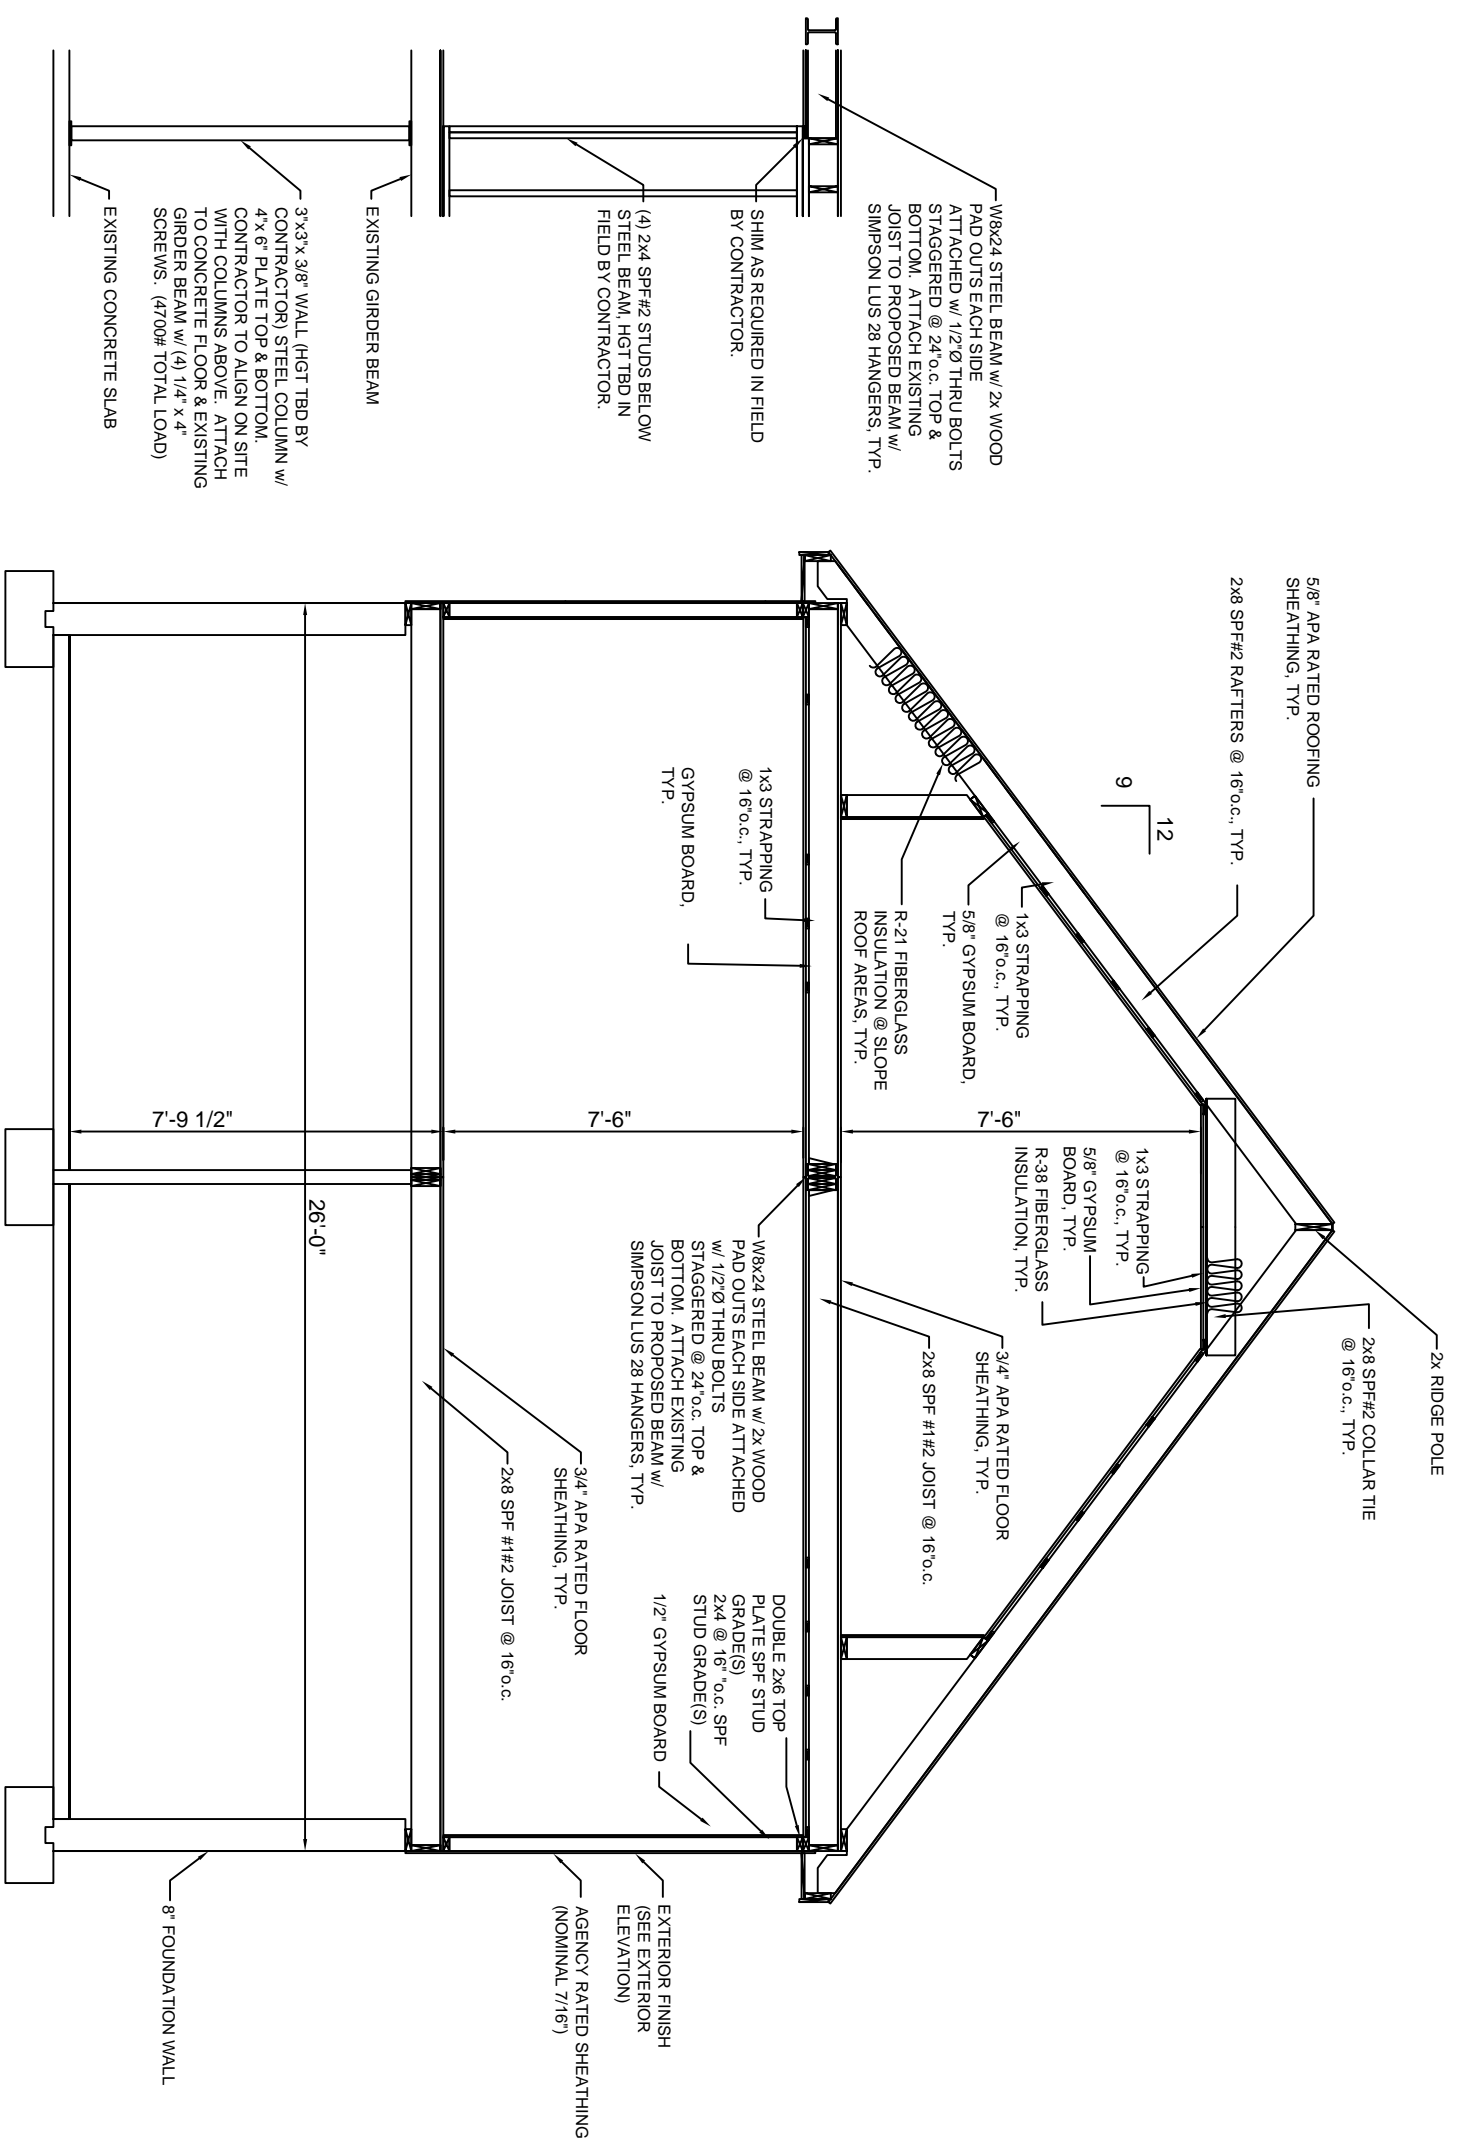 2x RIDGE POLE
2x8 SPF#2 COLLAR TIE
@ 16"o.c., TYP.
5/8" APA RATED ROOFING
SHEATHING, TYP.
2x8 SPF#2 RAFTERS @ 16"o.c., TYP.
12
9
1x3 STRAPPING
@ 16"o.c., TYP.
5/8" GYPSUM
BOARD, TYP.
R-38 FIBERGLASS
INSULATION, TYP.
1x3 STRAPPING
@ 16"o.c., TYP.
5/8" GYPSUM BOARD,
TYP.
R-21 FIBERGLASS
INSULATION @ SLOPE
ROOF AREAS, TYP.
7'-6"
3/4" APA RATED FLOOR
SHEATHING, TYP.
2x8 SPF #1#2 JOIST @ 16"o.c.
W8x24 STEEL BEAM w/ 2x WOOD
PAD OUTS EACH SIDE
ATTACHED w/ 1/2"Ø THRU BOLTS
STAGGERED @ 24"o.c. TOP &
BOTTOM. ATTACH EXISTING
JOIST TO PROPOSED BEAM w/
SIMPSON LUS 28 HANGERS, TYP.
SHIM AS REQUIRED IN FIELD
BY CONTRACTOR.
(4) 2x4 SPF#2 STUDS BELOW
STEEL BEAM, HGT TBD IN
FIELD BY CONTRACTOR.
1x3 STRAPPING
@ 16"o.c., TYP.
GYPSUM BOARD,
TYP.
7'-6"
W8x24 STEEL BEAM w/ 2x WOOD
PAD OUTS EACH SIDE ATTACHED
w/ 1/2"Ø THRU BOLTS
STAGGERED @ 24"o.c. TOP &
BOTTOM. ATTACH EXISTING
JOIST TO PROPOSED BEAM w/
SIMPSON LUS 28 HANGERS, TYP.
DOUBLE 2x6 TOP
PLATE SPF STUD
GRADE(S)
2x4 @ 16" "o.c. SPF
STUD GRADE(S)
1/2" GYPSUM BOARD
EXTERIOR FINISH
(SEE EXTERIOR
ELEVATION)
AGENCY RATED SHEATHING
(NOMINAL 7/16")
3/4" APA RATED FLOOR
SHEATHING, TYP.
2x8 SPF #1#2 JOIST @ 16"o.c.
EXISTING GIRDER BEAM
3"x3"x 3/8" WALL (HGT TBD BY
CONTRACTOR) STEEL COLUMN w/
4"x 6" PLATE TOP & BOTTOM.
CONTRACTOR TO ALIGN ON SITE
WITH COLUMNS ABOVE. ATTACH
TO CONCRETE FLOOR & EXISTING
GIRDER BEAM w/ (4) 1/4" x 4"
SCREWS. (4700# TOTAL LOAD)
EXISTING CONCRETE SLAB
26'-0"
7'-9 1/2"
8" FOUNDATION WALL